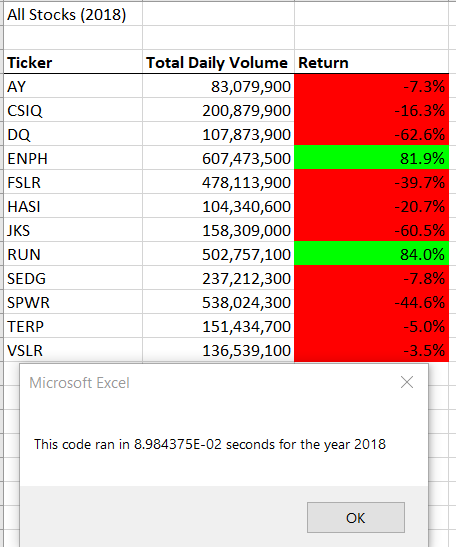 All Stocks (2018)
Ticker Total Daily Volume Return
AY 83,079,900 -7.3%
CSIQ 200,879,900 -16.3%
DQ 107,873,900 -62.6%
ENPH 607,473,500 81.9%
FSLR 478,113,900 -39.7%
HASI 104,340,600 -20.7%
JKS 158,309,000 -60.5%
RUN 502,757,100 84.0%
SEDG 237,212,300 -7.8%
SPWR 538,024,300 -44.6%
TERP 151,434,700 -5.0%
VSLR 136,539,100 -3.5%
Microsoft Excel
This code ran in 8.984375E-02 seconds for the year 2018
OK